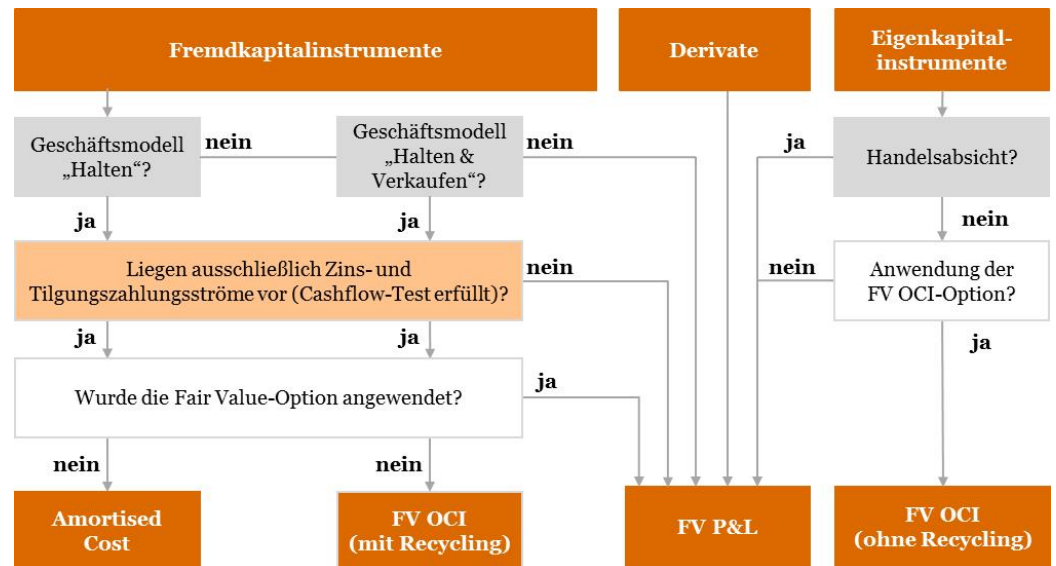 Fremdkapitalinstrumente
Derivate
Eigenkapital-
instrumente
Geschäftsmodell
„Halten“?
nein
Geschäftsmodell
„Halten &
Verkaufen“?
nein
ja
Handelsabsicht?
ja
ja
nein
Liegen ausschließlich Zins- und
Tilgungszahlungsströme vor (Cashflow-Test erfüllt)?
nein
nein
Anwendung der
FV OCI-Option?
ja
ja
ja
Wurde die Fair Value-Option angewendet?
ja
nein
nein
Amortised
Cost
FV OCI
(mit Recycling)
FV P&L
FV OCI
(ohne Recycling)